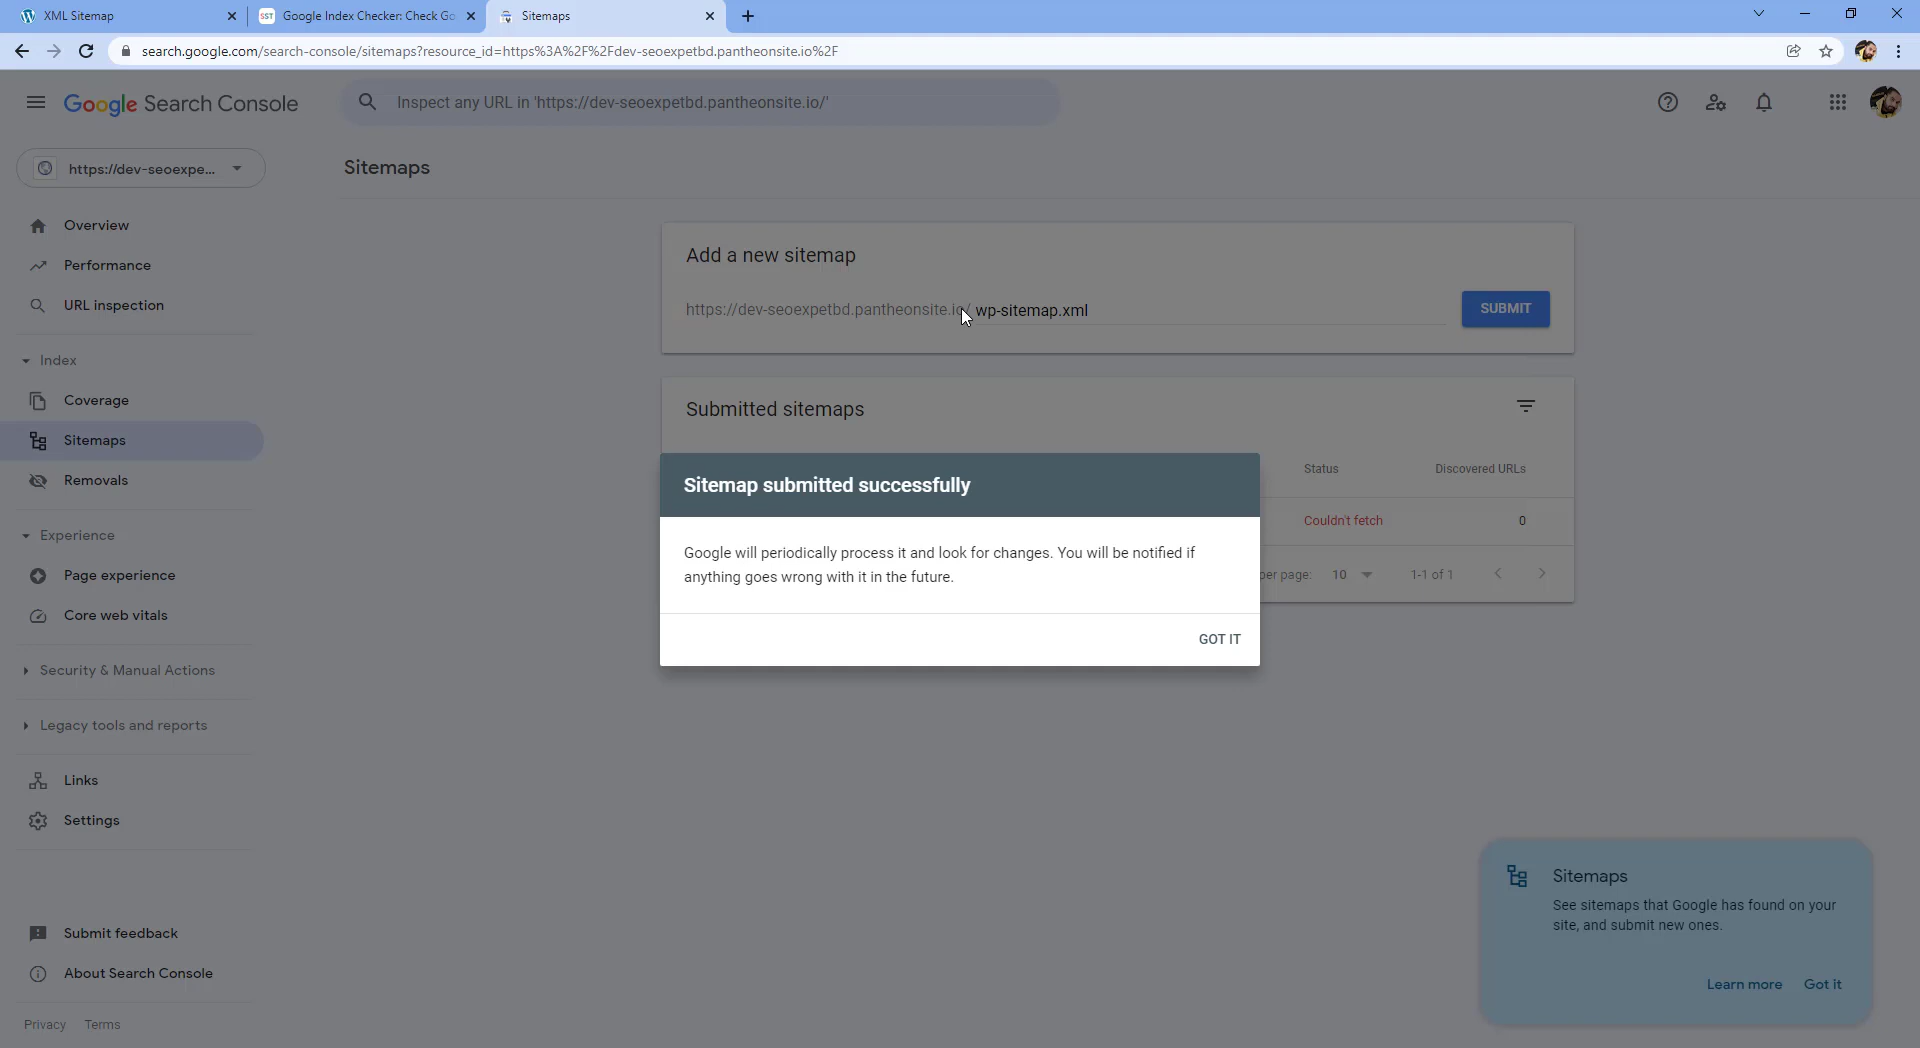 XML Sitemap
SST
Google Index Checker: Check Go
Sitemaps
search.google.com/search-console/sitemaps?resource_id=https%3A%2F%2Fdev-seoexpetbd.pantheonsite.io%2F
Google Search Console
Inspect any URL in 'https://dev-seoexpetbd.pantheonsite.io/'
https://dev-seoexpe...
Sitemaps
Overview
Performance
URL inspection
Index
Coverage
Sitemaps
Removals
Experience
Page experience
Core web vitals
Security & Manual Actions
Legacy tools and reports
Links
Settings
Submit feedback
About Search Console
Privacy Terms
Add a new sitemap
https://dev-seoexpetbd.pantheonsite.io/ wp-sitemap.xml
SUBMIT
Submitted sitemaps
Status Discovered URLs
Couldn't fetch 0
per page: 10 1-1 of 1
Sitemap submitted successfully
Google will periodically process it and look for changes. You will be notified if
anything goes wrong with it in the future.
GOT IT
Sitemaps
See sitemaps that Google has found on your
site, and submit new ones.
Learn more Got it